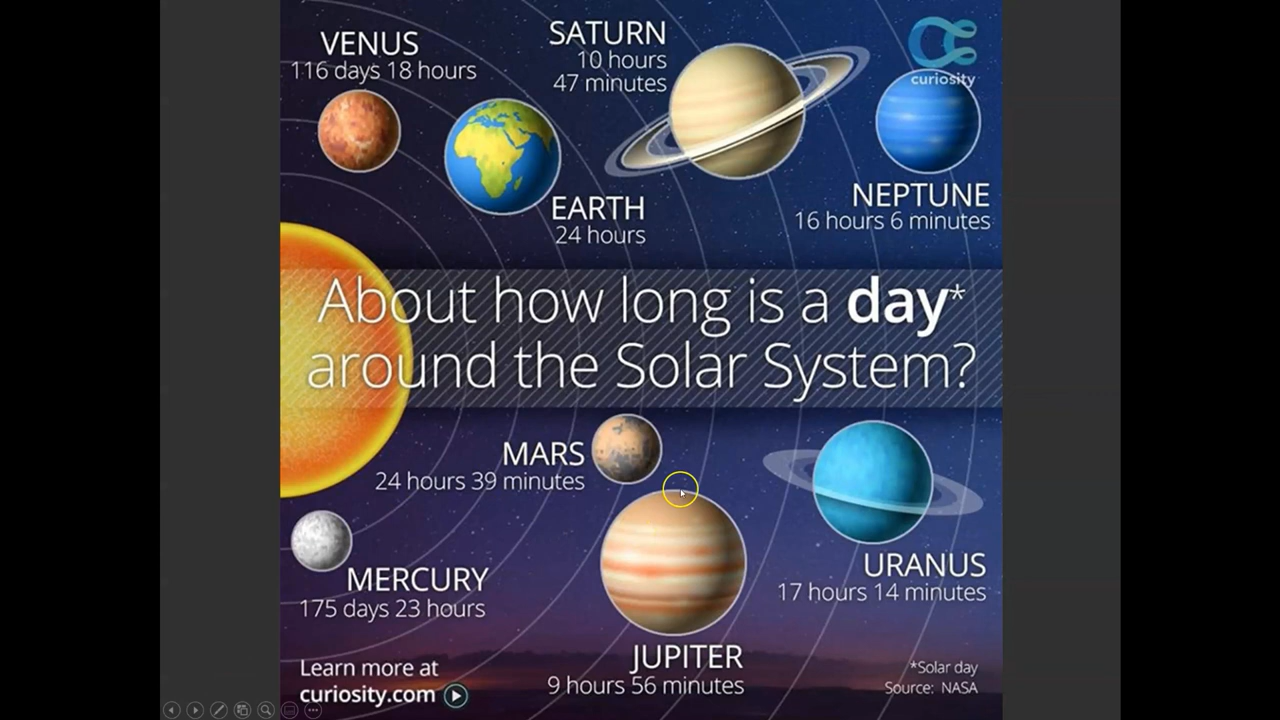 VENUS
116 days 18 hours
SATURN
10 hours
47 minutes
curiosity
EARTH
24 hours
NEPTUNE
16 hours 6 minutes
About how long is a day*
around the Solar System?
MARS
24 hours 39 minutes
MERCURY
175 days 23 hours
URANUS
17 hours 14 minutes
JUPITER
9 hours 56 minutes
Learn more at
curiosity.com
*Solar day
Source: NASA